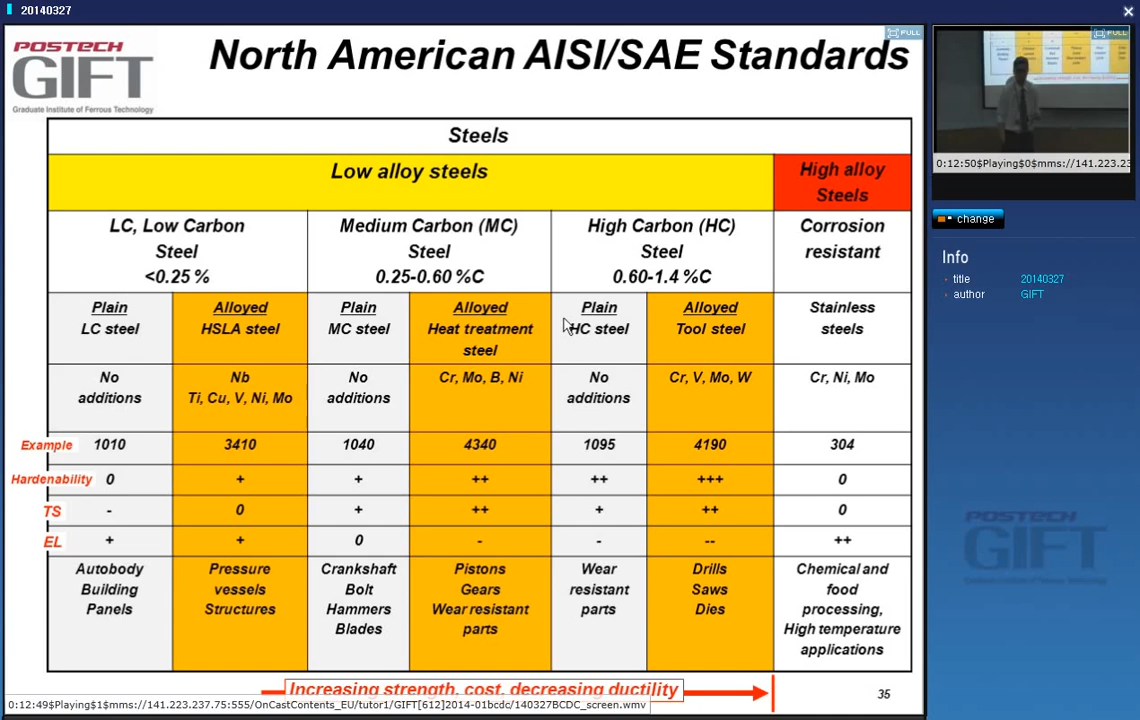 20140327
POSTECH
GIFT
Graduate Institute of Ferrous Technology
North American AISI/SAE Standards
FULL
Steels
Low alloy steels
High alloy
Steels
LC, Low Carbon
Steel
<0.25 %
Medium Carbon (MC)
Steel
0.25-0.60 %C
High Carbon (HC)
Steel
0.60-1.4 %C
Corrosion
resistant
Plain
LC steel
Alloyed
HSLA steel
Plain
MC steel
Alloyed
Heat treatment
steel
Plain
HC steel
Alloyed
Tool steel
Stainless
steels
No
additions
Nb
Ti, Cu, V, Ni, Mo
No
additions
Cr, Mo, B, Ni
No
additions
Cr, V, Mo, W
Cr, Ni, Mo
Example 1010 3410 1040 4340 1095 4190 304
Hardenability 0 + + ++ ++ +++ 0
TS - 0 + ++ + ++ 0
EL + + 0 - - -- ++
Autobody
Building
Panels
Pressure
vessels
Structures
Crankshaft
Bolt
Hammers
Blades
Pistons
Gears
Wear resistant
parts
Wear
resistant
parts
Drills
Saws
Dies
Chemical and
food
processing,
High temperature
applications
Increasing strength, cost, decreasing ductility
35
0:12:49$Playing$1$mms://141.223.237.75:555/OnCastContents_EU/tutor1/GIFT[612]2014-01bcdc/140327BCDC_screen.wmv
FULL
0:12:50$Playing$0$mms://141.223.23
change
Info
title 20140327
author GIFT
POSTECH
GIFT